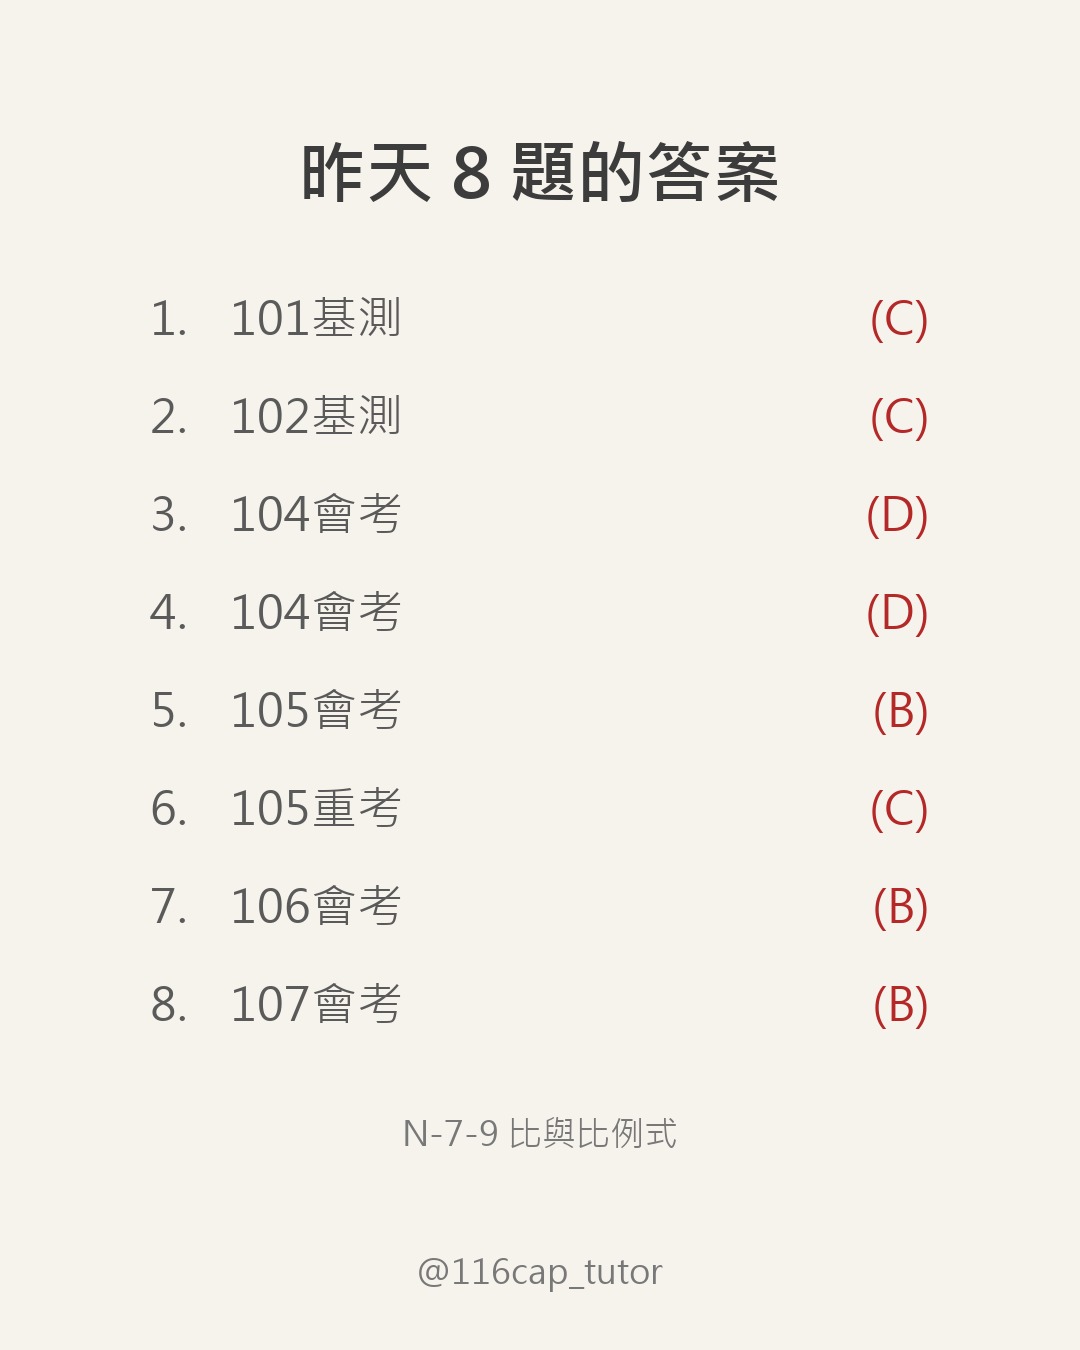 昨天 8 題的答案
1. 101基測 (C)
2. 102基測 (C)
3. 104會考 (D)
4. 104會考 (D)
5. 105會考 (B)
6. 105重考 (C)
7. 106會考 (B)
8. 107會考 (B)
N-7-9 比與比例式
@116cap_tutor